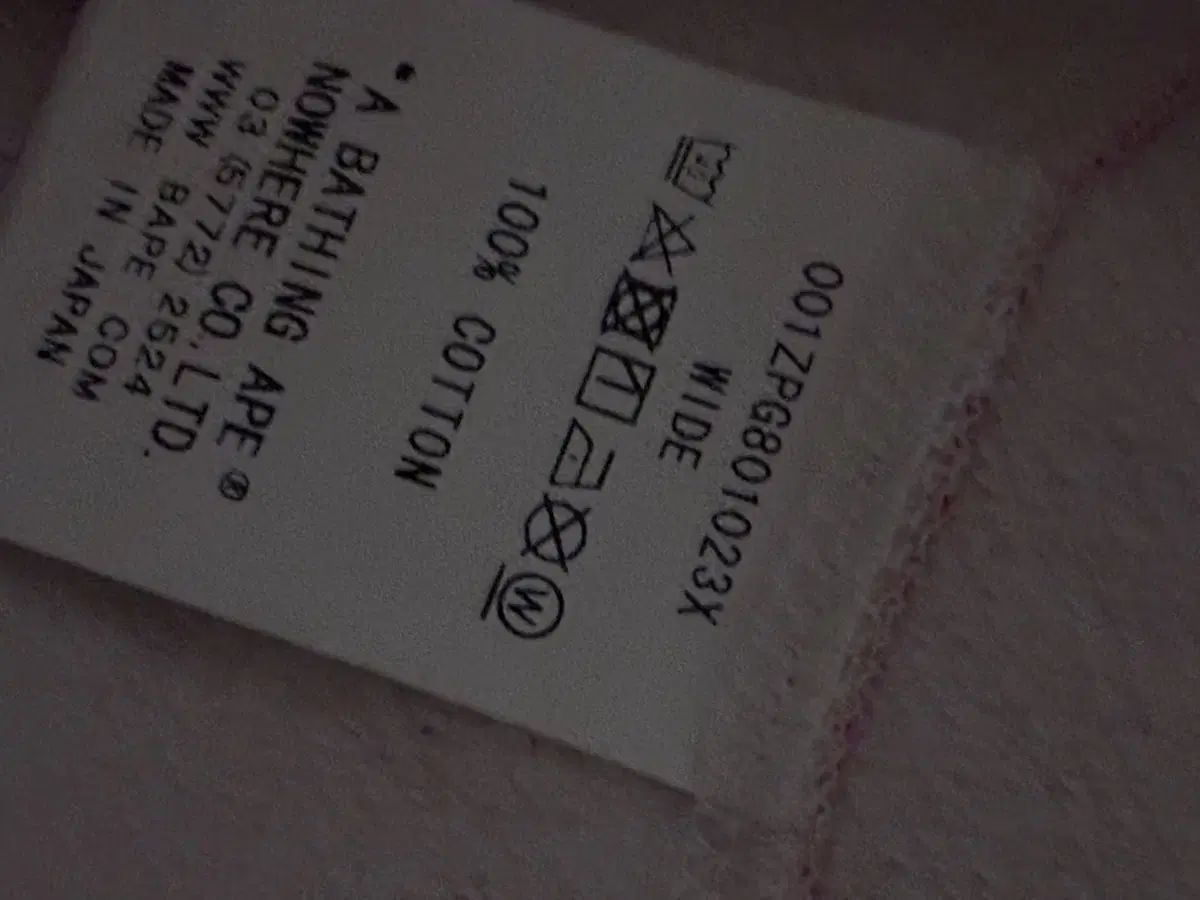 001ZPG801023X
WIDE
W
100% COTTON
• A BATHING APE ®
NOWHERE CO., LTD.
03 (5772) 2524
WWW BAPE COM
MADE IN JAPAN